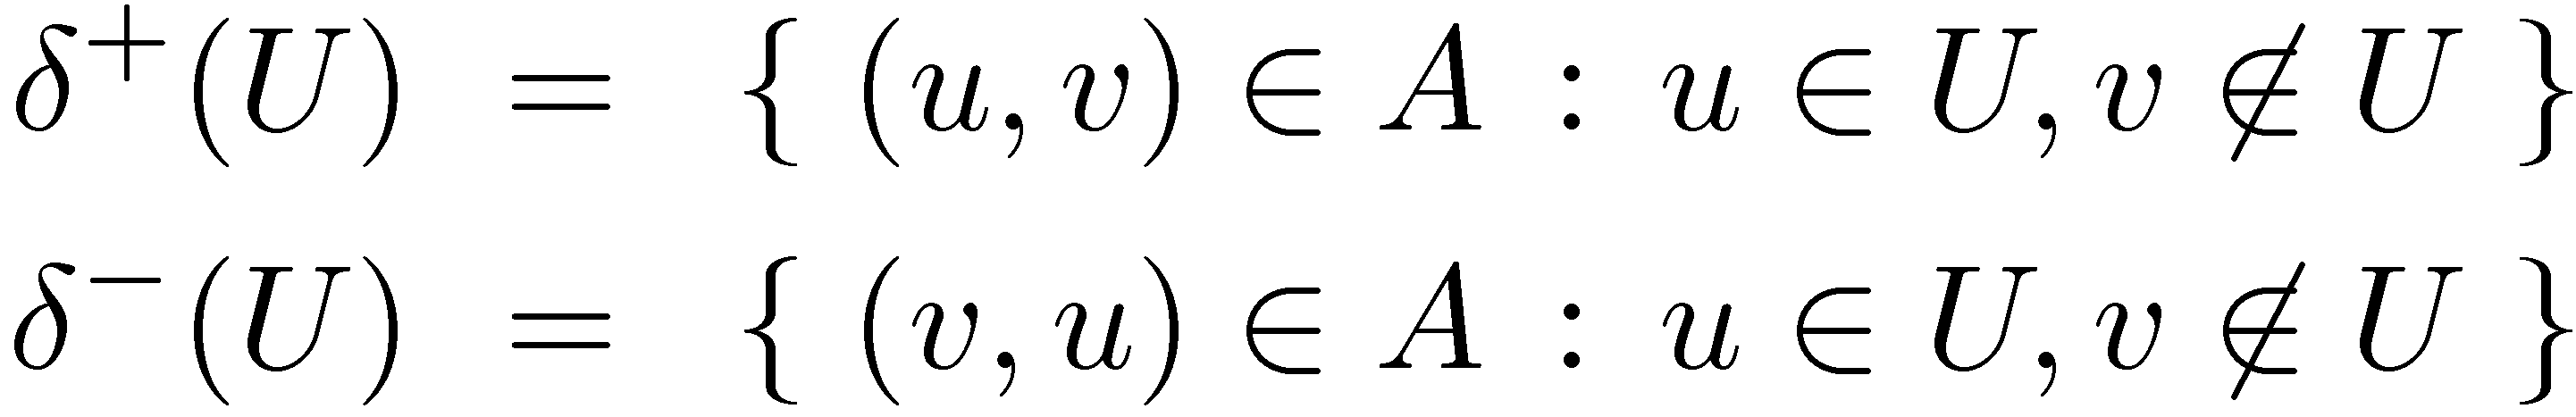 δ⁺(U) = { (u, v) ∈ A : u ∈ U, v ∉ U }
δ⁻(U) = { (v, u) ∈ A : u ∈ U, v ∉ U }